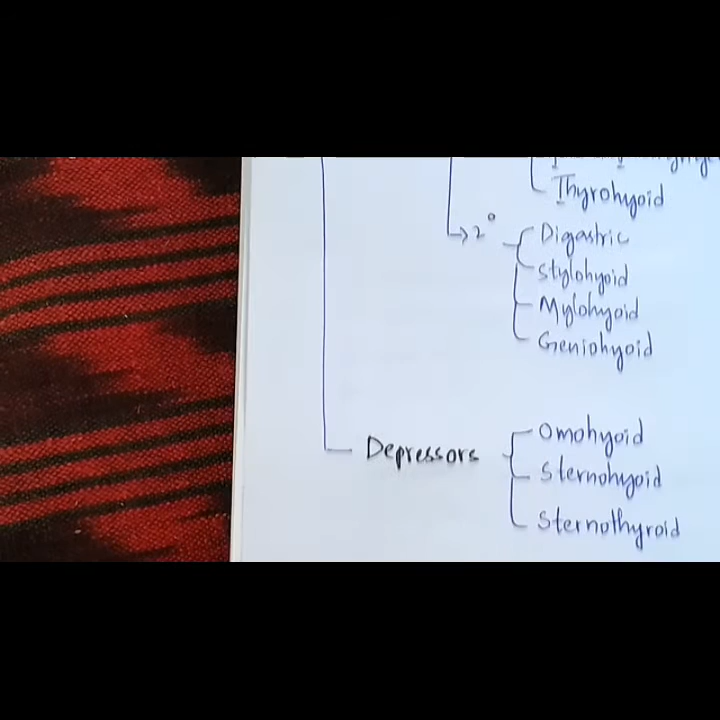 Thyrohyoid
→ 2° Digastric
Stylohyoid
Mylohyoid
Geniohyoid
Depressors Omohyoid
Sternohyoid
Sternothyroid